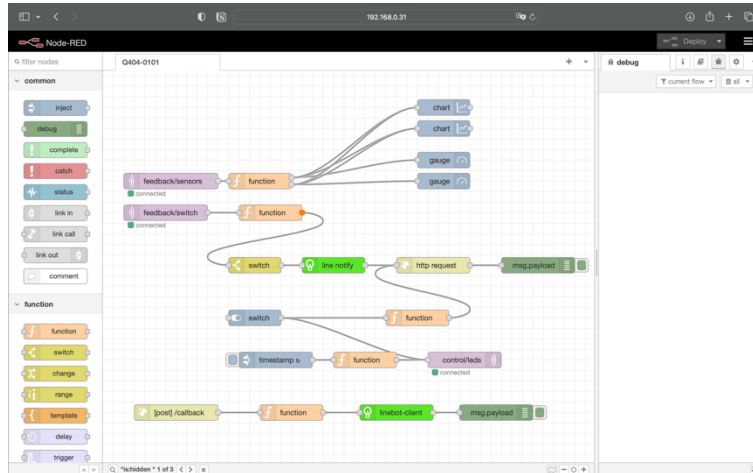 192.168.0.31
Node-RED
Deploy
filter nodes
Q404-0101
debug
i
common
current flow
all
inject
debug
complete
catch
status
link in
link call
link out
comment
function
function
switch
change
range
template
delay
trigger
chart
chart
gauge
gauge
feedback/sensors
function
connected
feedback/switch
function
connected
switch
line notify
http request
msg.payload
switch
function
timestamp ↻
function
control/leds
connected
[post] /callback
function
linebot-client
msg.payload
"is:hidden " 1 of 3